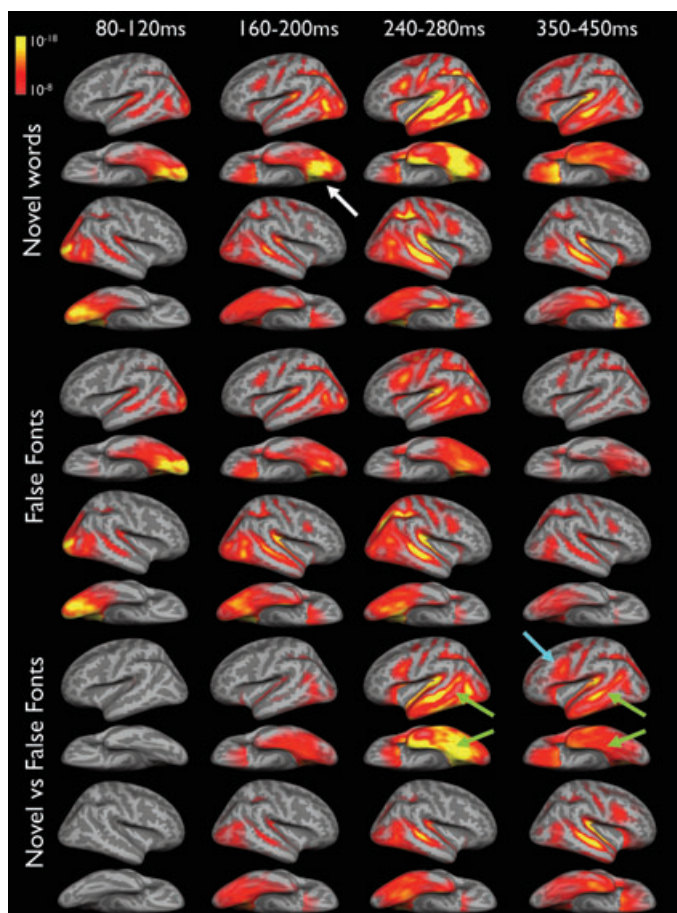 80-120ms 160-200ms 240-280ms 350-450ms
10-18
10-8
Novel words
False Fonts
Novel vs False Fonts